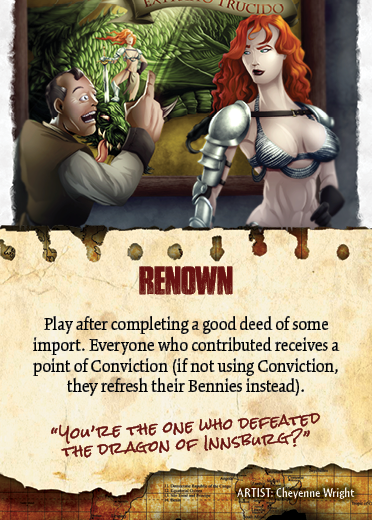 EXITIALIS TRUCIDO
RENOWN
Play after completing a good deed of some
import. Everyone who contributed receives a
point of Conviction (if not using Conviction,
they refresh their Bennies instead).
“You’re the one who defeated
the dragon of Innsburg?”
ARTIST: Cheyenne Wright